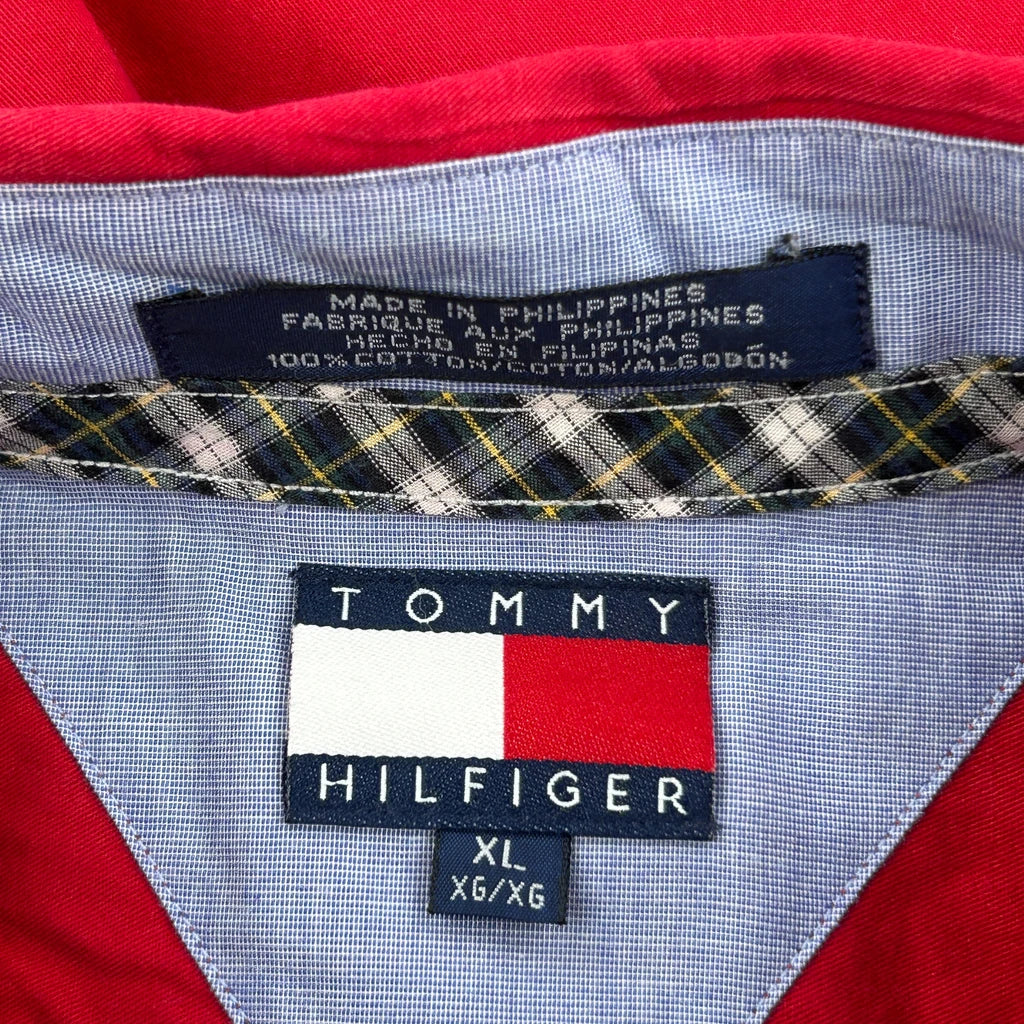 MADE IN PHILIPPINES
FABRIQUE AUX PHILIPPINES
HECHO EN FILIPINAS
100% COTTON/COTON/ALGODÓN
TOMMY
HILFIGER
XL
XG/XG